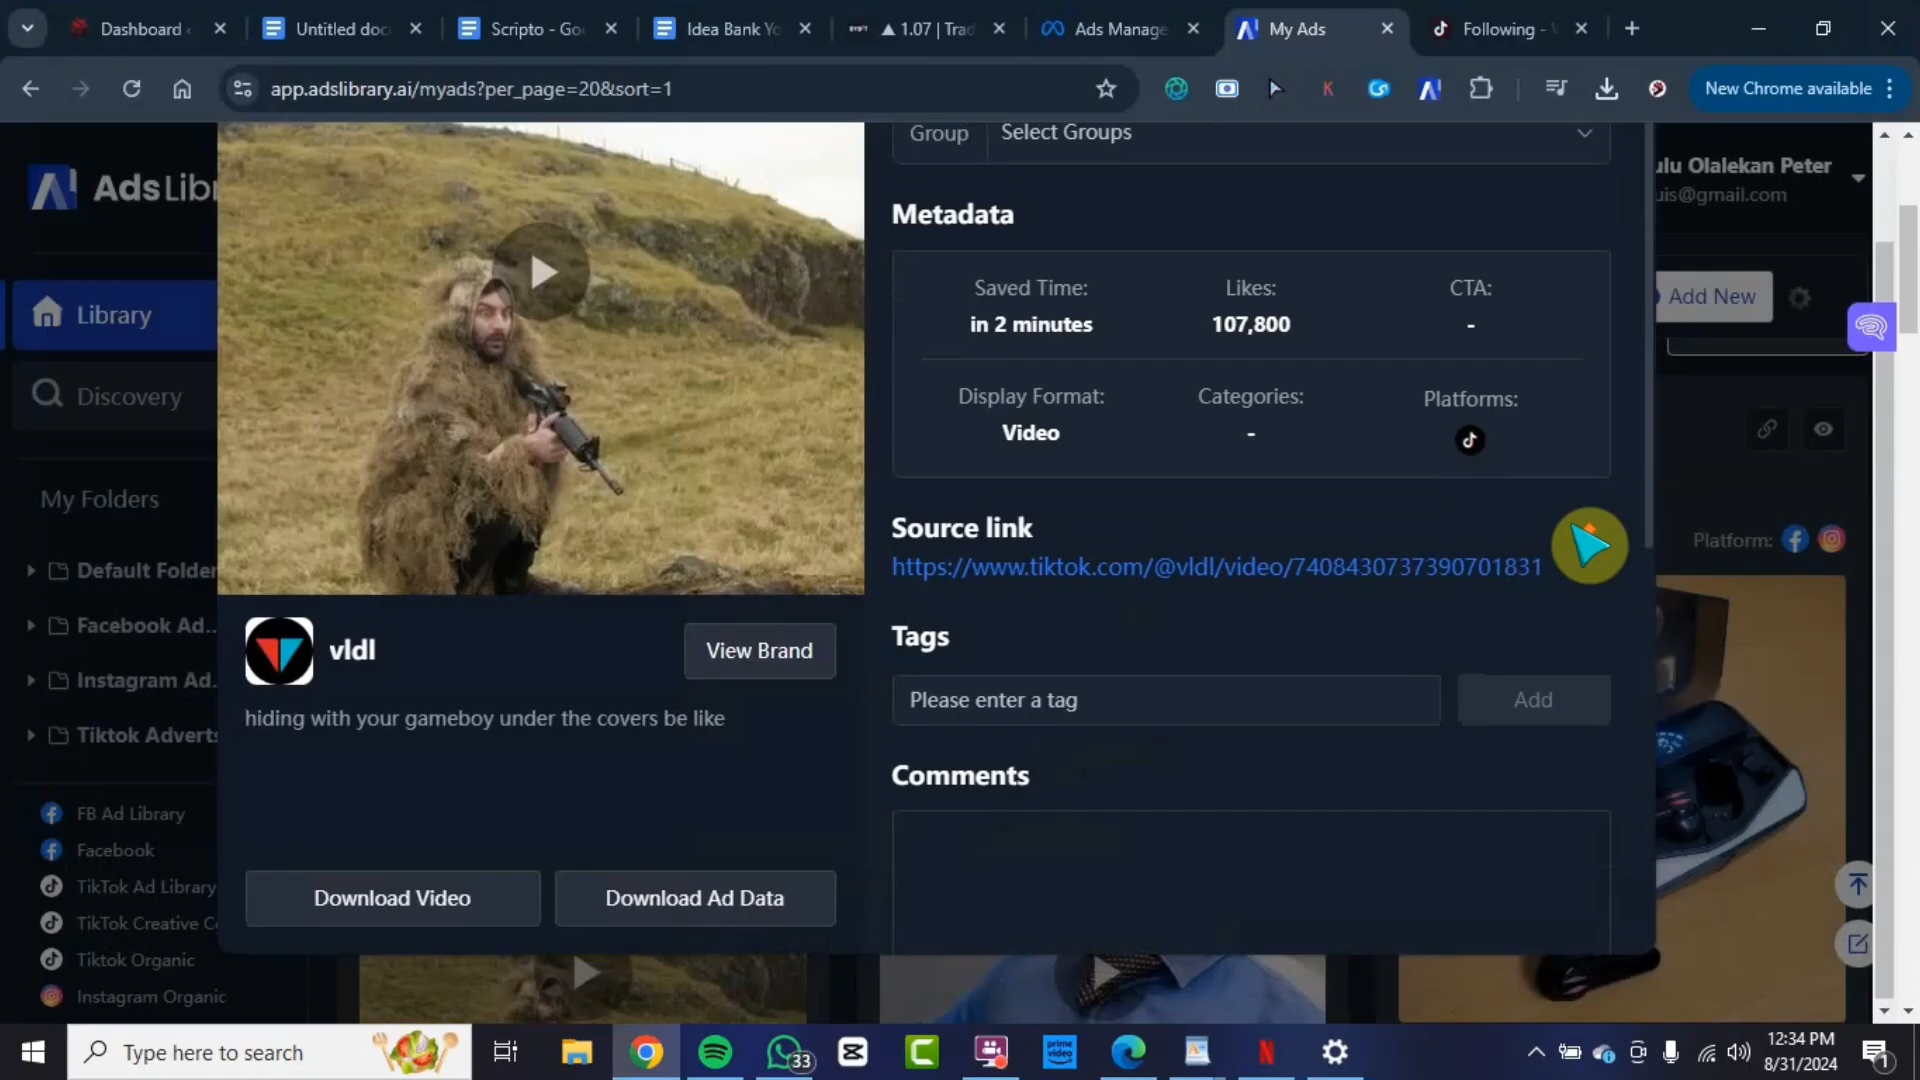 Dashboard
Untitled doc
Scripto - Go
Idea Bank Yo
▲ 1.07 | Trad
Ads Manage
My Ads
Following -
app.adslibrary.ai/myads?per_page=20&sort=1
New Chrome available
AdsLibr
Library
Discovery
My Folders
Default Folder
Facebook Ad...
Instagram Ad...
Tiktok Adverts
FB Ad Library
Facebook
TikTok Ad Library
TikTok Creative C
Tiktok Organic
Instagram Organic
vldl
View Brand
hiding with your gameboy under the covers be like
Download Video
Download Ad Data
Group
Select Groups
Metadata
Saved Time:
in 2 minutes
Likes:
107,800
CTA:
-
Display Format:
Video
Categories:
-
Platforms:
Source link
https://www.tiktok.com/@vldl/video/7408430737390701831
Tags
Please enter a tag
Add
Comments
ulu Olalekan Peter
uis@gmail.com
Add New
Platform:
Type here to search
33
12:34 PM
8/31/2024
1